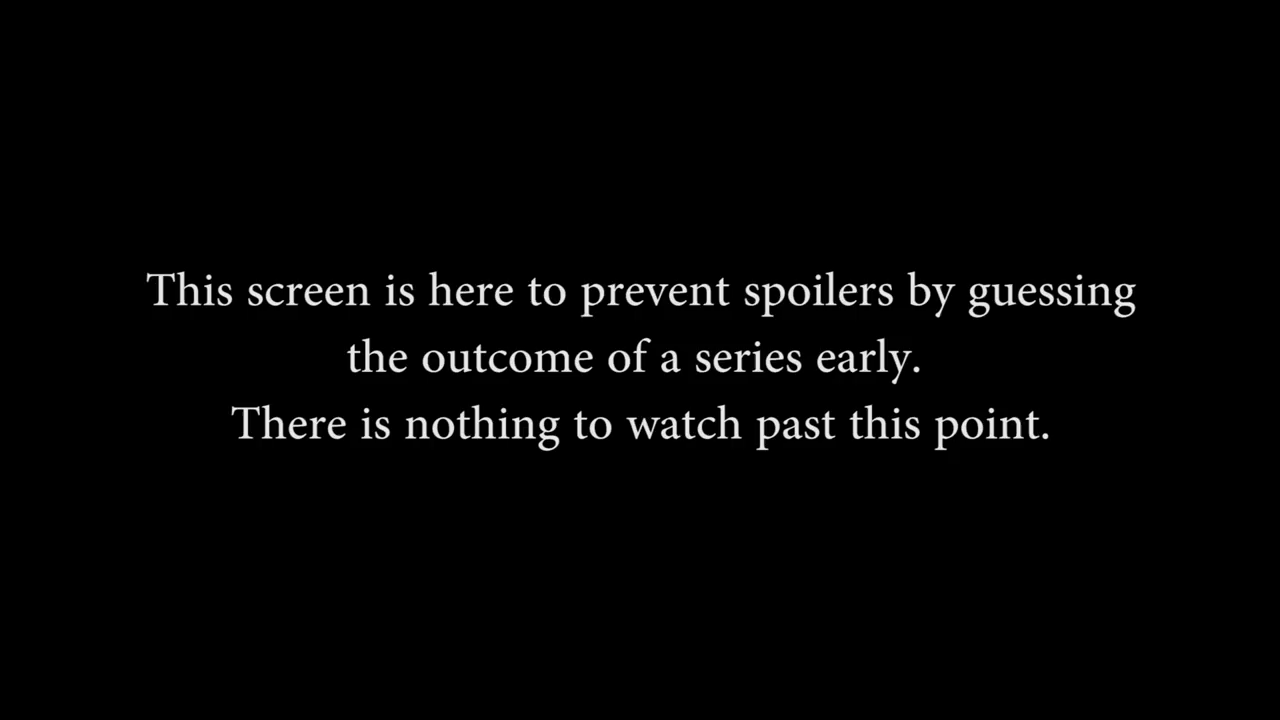 This screen is here to prevent spoilers by guessing
the outcome of a series early.
There is nothing to watch past this point.